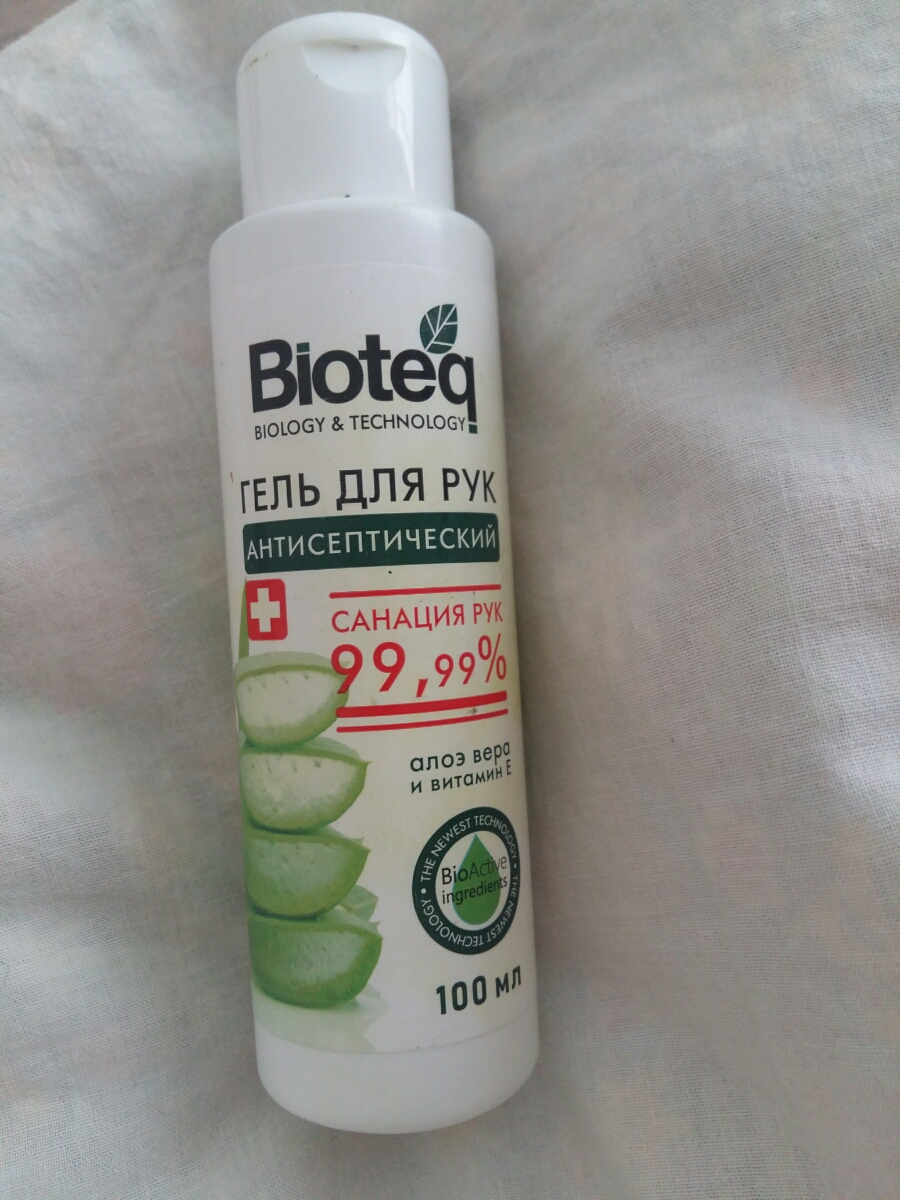 Bioteq
BIOLOGY & TECHNOLOGY
ГЕЛЬ ДЛЯ РУК
АНТИСЕПТИЧЕСКИЙ
САНАЦИЯ РУК
99,99%
алоэ вера
и витамин Е
THE NEWEST TECHNOLOGY • THE NEWEST TECHNOLOGY •
BioActive
ingredients
100 мл